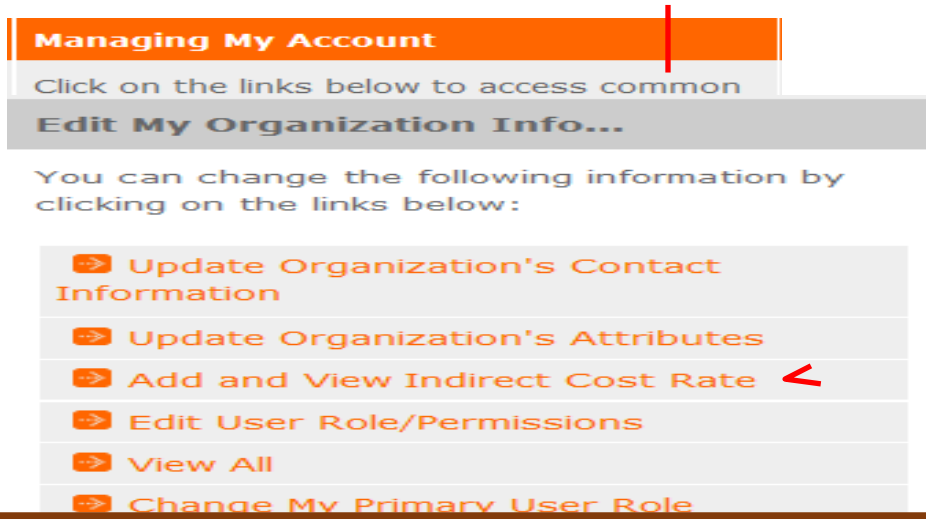 Managing My Account
Click on the links below to access common
Edit My Organization Info...
You can change the following information by
clicking on the links below:
Update Organization's Contact
Information
Update Organization's Attributes
Add and View Indirect Cost Rate
Edit User Role/Permissions
View All
Change My Primary User Role